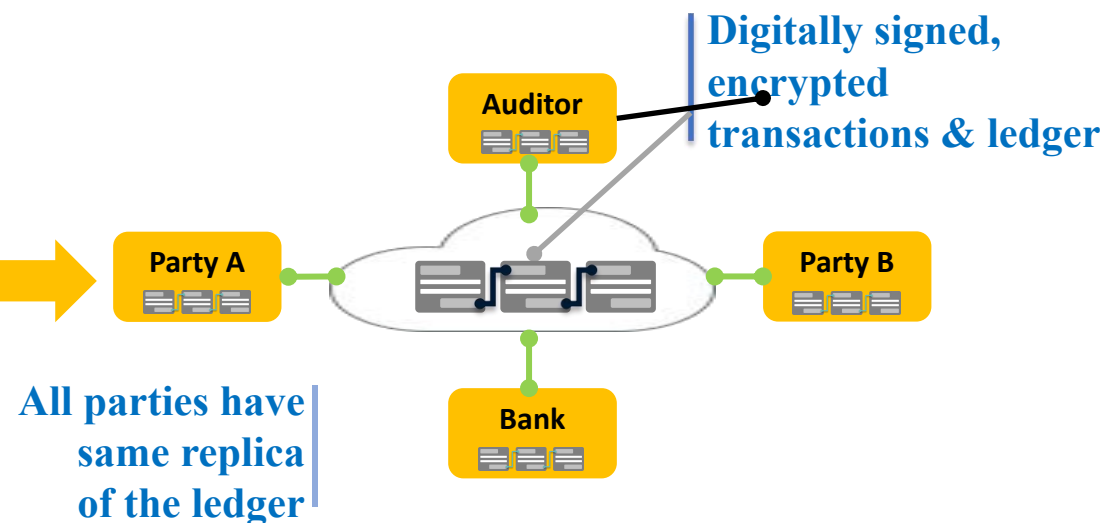 Digitally signed,
encrypted
transactions & ledger
Auditor
Party A
Party B
All parties have
same replica
of the ledger
Bank